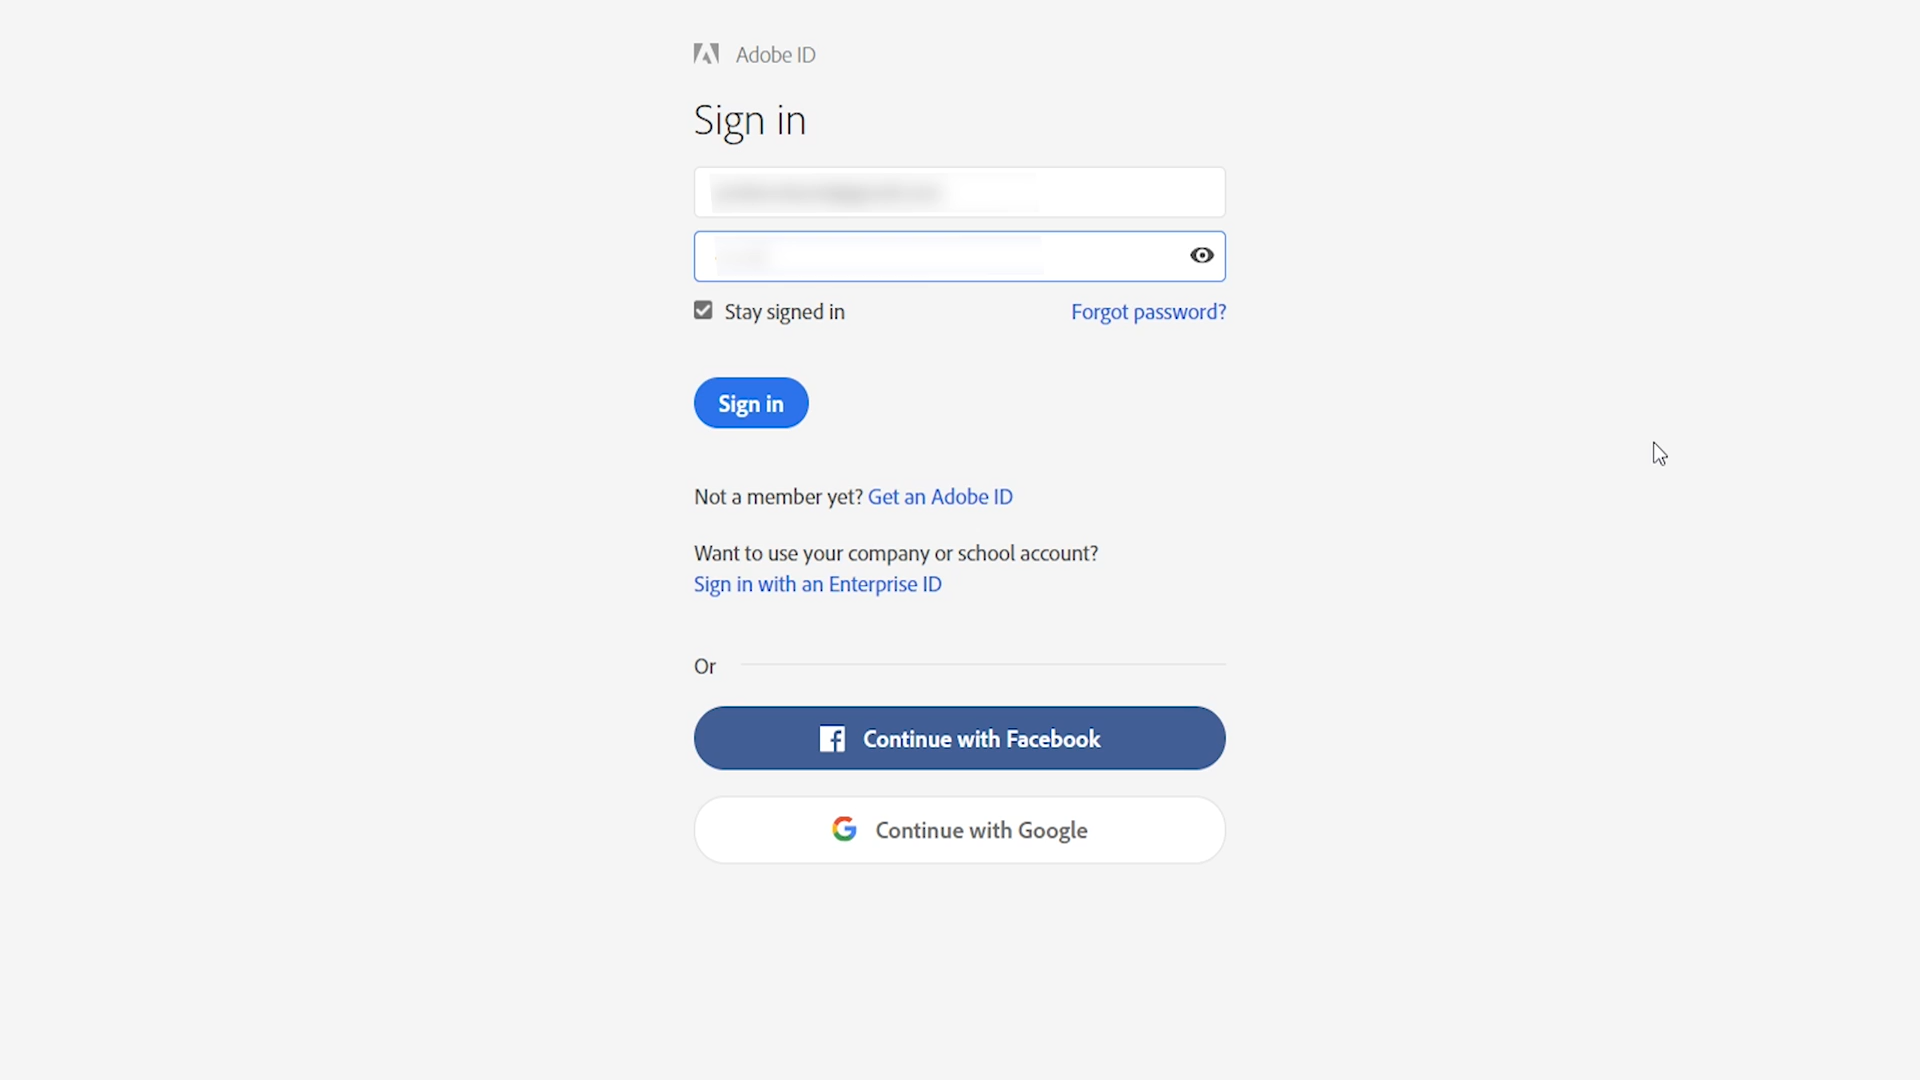 Adobe ID
Sign in
Stay signed in
Forgot password?
Sign in
Not a member yet? Get an Adobe ID
Want to use your company or school account?
Sign in with an Enterprise ID
Or
Continue with Facebook
Continue with Google